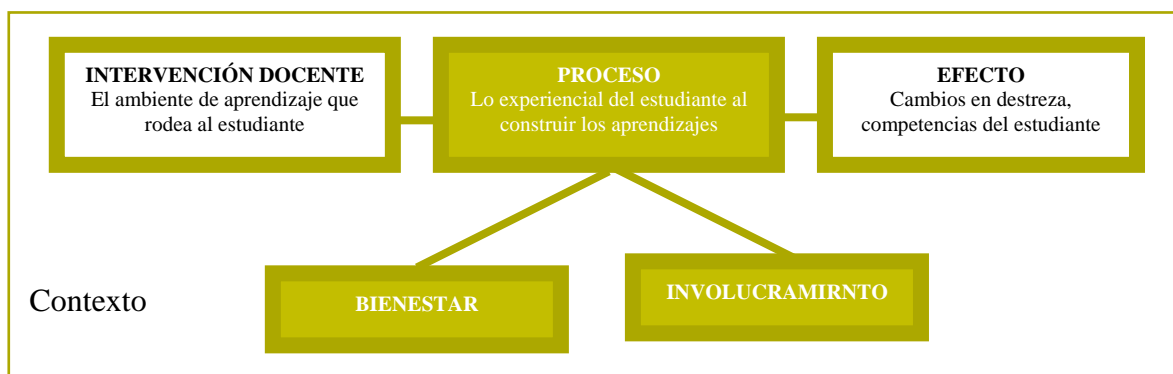 INTERVENCIÓN DOCENTE
El ambiente de aprendizaje que
rodea al estudiante
PROCESO
Lo experiencial del estudiante al
construir los aprendizajes
EFECTO
Cambios en destreza,
competencias del estudiante
Contexto
BIENESTAR
INVOLUCRAMIRNTO